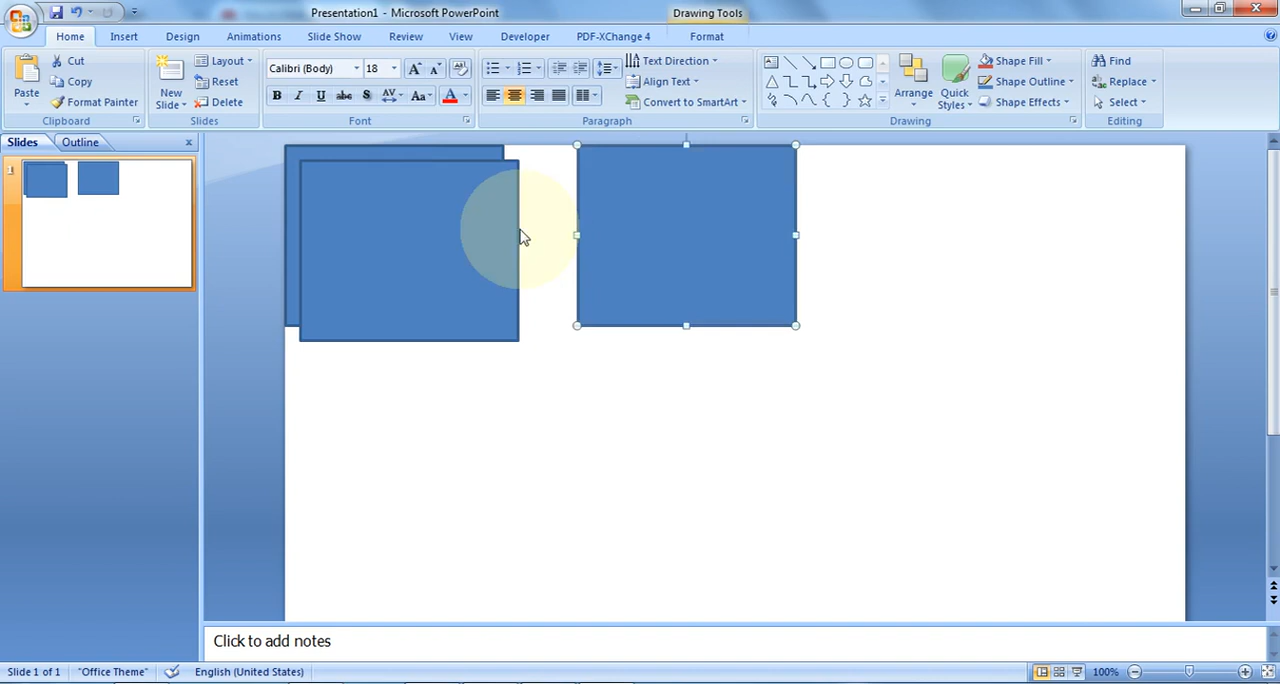 Presentation1 - Microsoft PowerPoint
Drawing Tools
Home Insert Design Animations Slide Show Review View Developer PDF-XChange 4 Format
Paste
Cut
Copy
Format Painter
Clipboard
New Slide
Layout
Reset
Delete
Slides
Calibri (Body) 18
B I U abc S AV Aa A
Font
Text Direction
Align Text
Convert to SmartArt
Paragraph
Arrange
Quick Styles
Shape Fill
Shape Outline
Shape Effects
Drawing
Find
Replace
Select
Editing
Slides Outline
1
Click to add notes
Slide 1 of 1 "Office Theme" English (United States) 100%